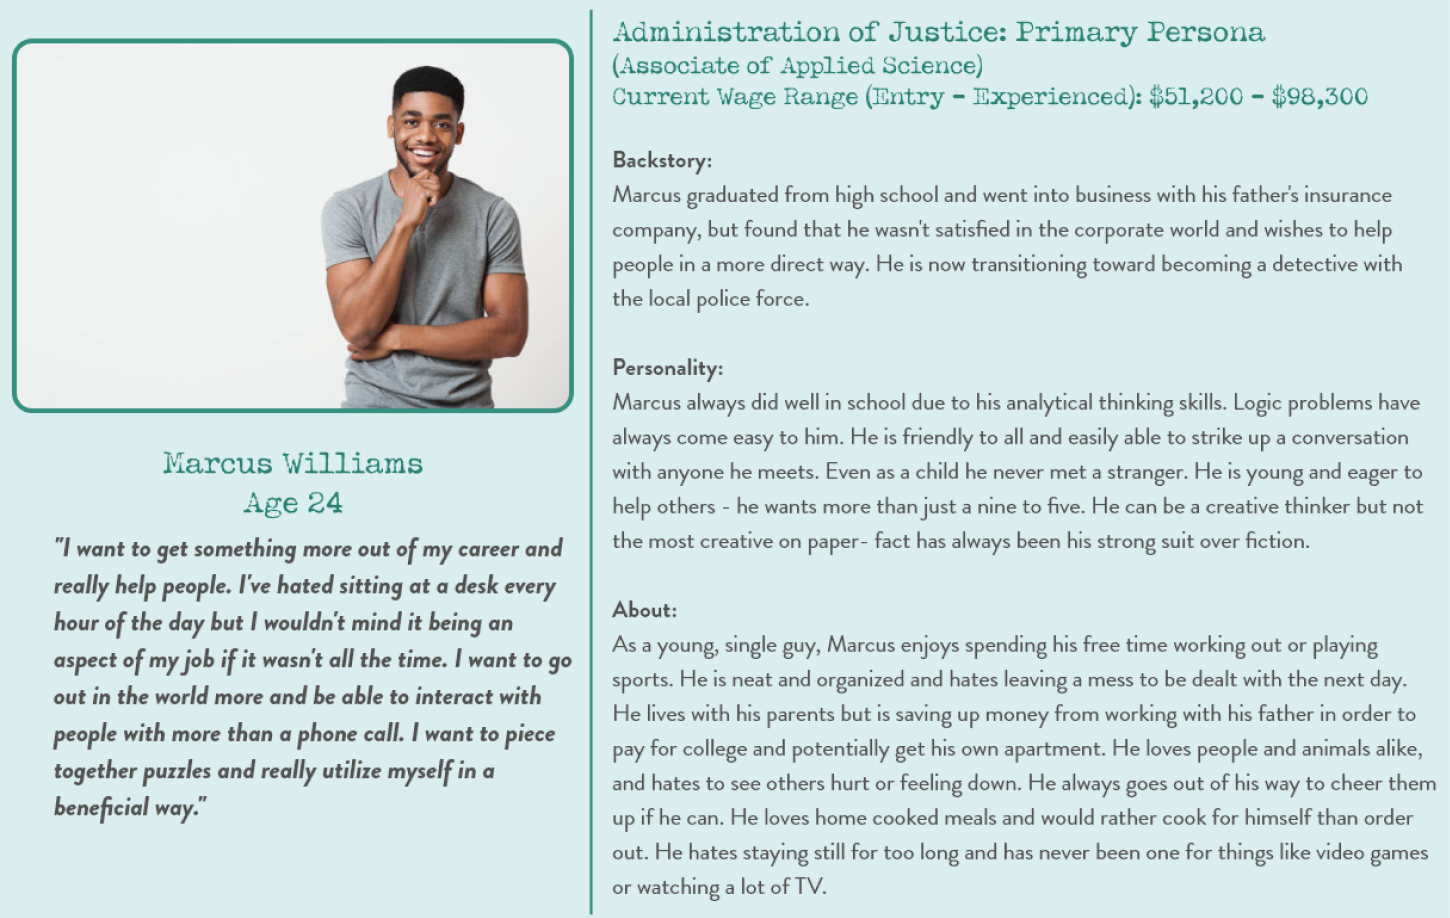 Marcus Williams
Age 24
"I want to get something more out of my career and
really help people. I've hated sitting at a desk every
hour of the day but I wouldn't mind it being an
aspect of my job if it wasn't all the time. I want to go
out in the world more and be able to interact with
people with more than a phone call. I want to piece
together puzzles and really utilize myself in a
beneficial way."
Administration of Justice: Primary Persona
(Associate of Applied Science)
Current Wage Range (Entry – Experienced): $51,200 – $98,300
Backstory:
Marcus graduated from high school and went into business with his father's insurance
company, but found that he wasn't satisfied in the corporate world and wishes to help
people in a more direct way. He is now transitioning toward becoming a detective with
the local police force.
Personality:
Marcus always did well in school due to his analytical thinking skills. Logic problems have
always come easy to him. He is friendly to all and easily able to strike up a conversation
with anyone he meets. Even as a child he never met a stranger. He is young and eager to
help others - he wants more than just a nine to five. He can be a creative thinker but not
the most creative on paper- fact has always been his strong suit over fiction.
About:
As a young, single guy, Marcus enjoys spending his free time working out or playing
sports. He is neat and organized and hates leaving a mess to be dealt with the next day.
He lives with his parents but is saving up money from working with his father in order to
pay for college and potentially get his own apartment. He loves people and animals alike,
and hates to see others hurt or feeling down. He always goes out of his way to cheer them
up if he can. He loves home cooked meals and would rather cook for himself than order
out. He hates staying still for too long and has never been one for things like video games
or watching a lot of TV.